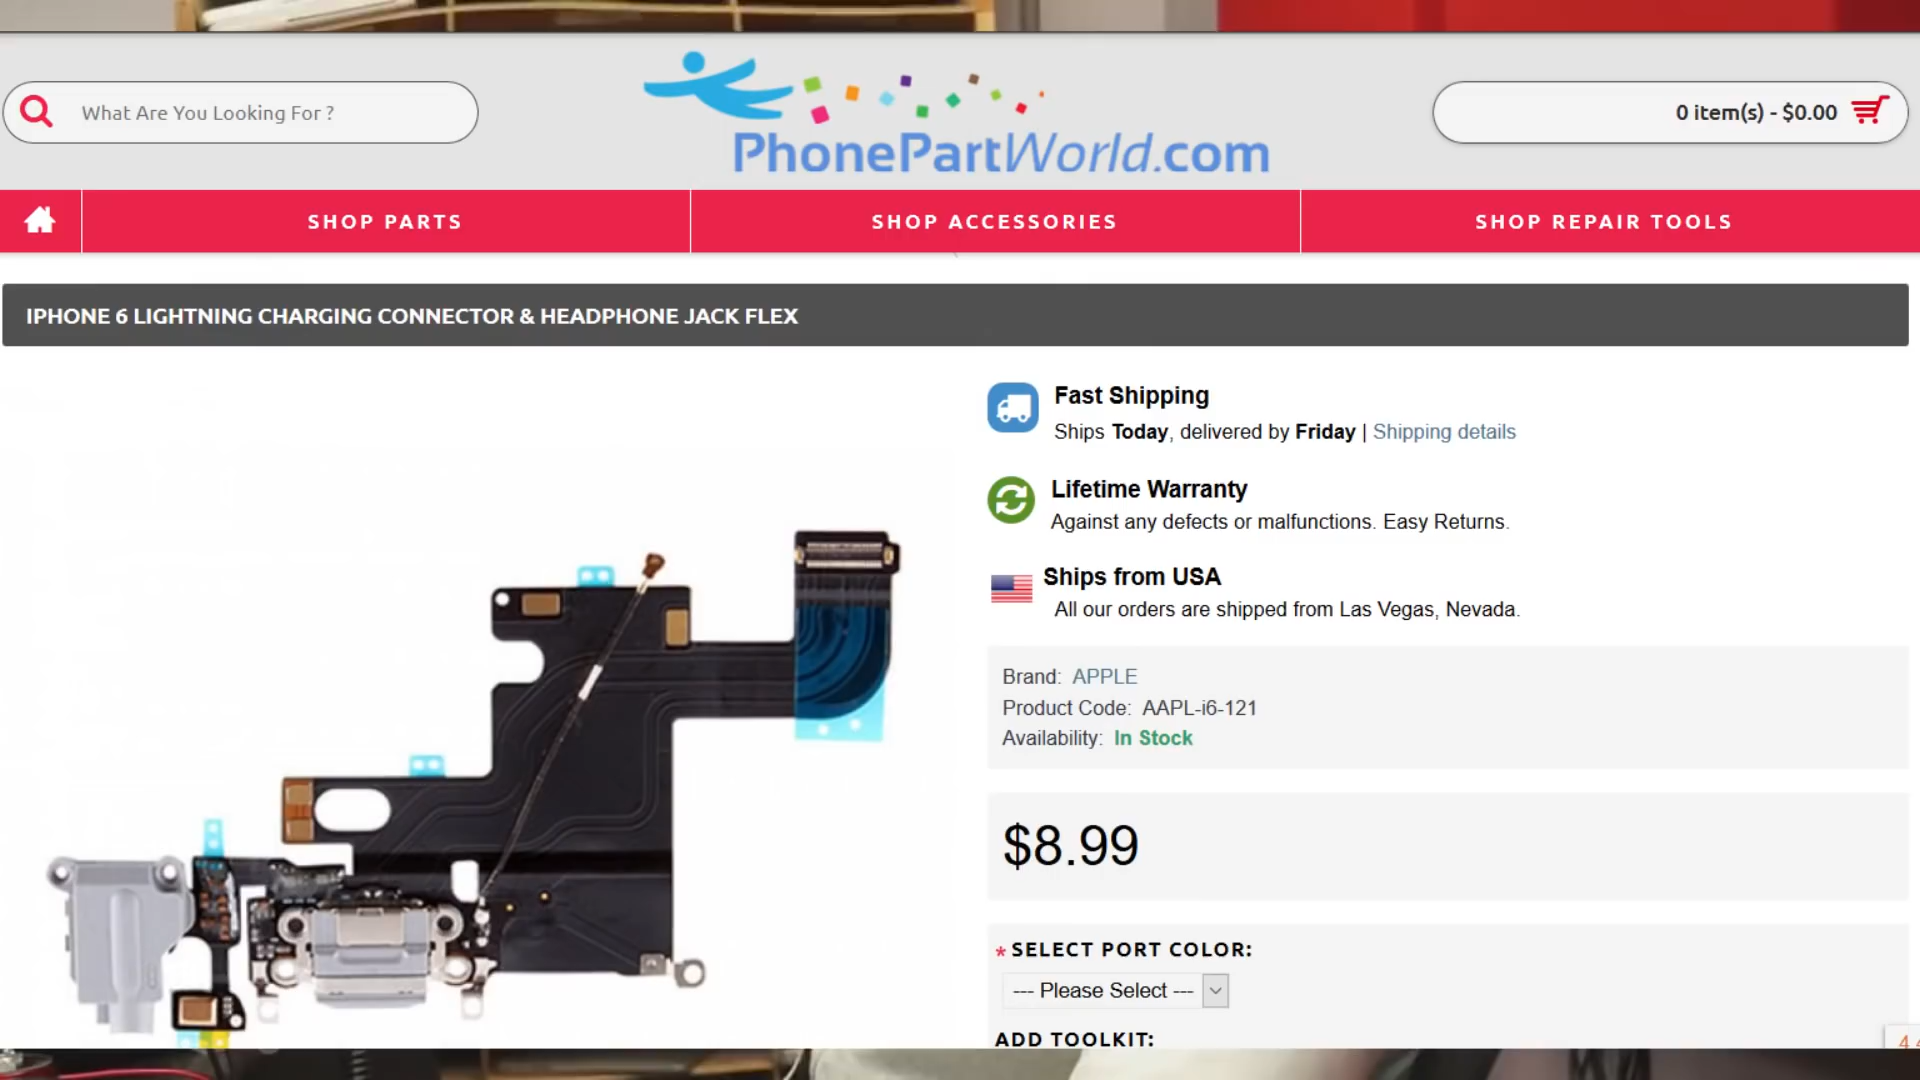 What Are You Looking For ?
PhonePartWorld.com
0 item(s) - $0.00
SHOP PARTS
SHOP ACCESSORIES
SHOP REPAIR TOOLS
IPHONE 6 LIGHTNING CHARGING CONNECTOR & HEADPHONE JACK FLEX
Fast Shipping
Ships Today, delivered by Friday | Shipping details
Lifetime Warranty
Against any defects or malfunctions. Easy Returns.
Ships from USA
All our orders are shipped from Las Vegas, Nevada.
Brand: APPLE
Product Code: AAPL-i6-121
Availability: In Stock
$8.99
* SELECT PORT COLOR:
--- Please Select ---
ADD TOOLKIT: